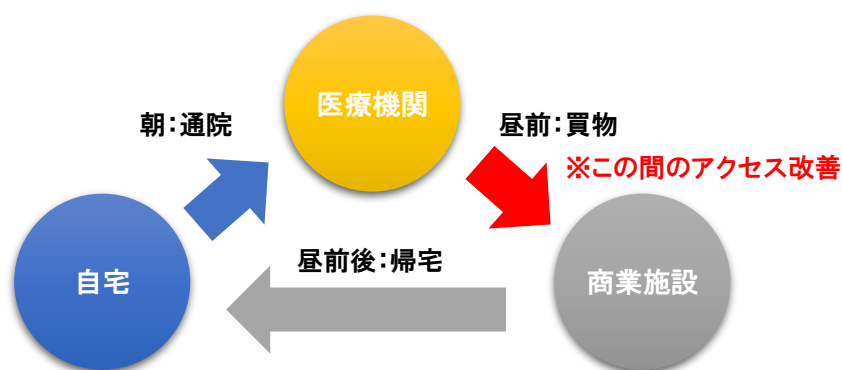 医療機関
朝：通院
昼前：買物
※この間のアクセス改善
昼前後：帰宅
自宅
商業施設